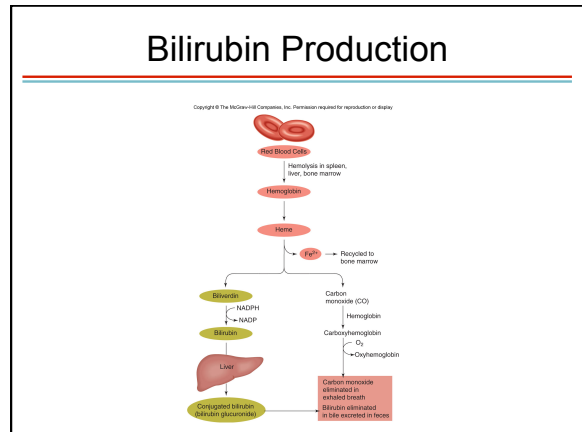 Bilirubin Production
Copyright © The McGraw-Hill Companies, Inc. Permission required for reproduction or display
Red Blood Cells
Hemolysis in spleen,
liver, bone marrow
Hemoglobin
Heme
Fe²⁺
Recycled to
bone marrow
Biliverdin
NADPH
NADP
Bilirubin
Liver
Conjugated bilirubin
(bilirubin glucuronide)
Carbon
monoxide (CO)
Hemoglobin
Carboxyhemoglobin
O₂
Oxyhemoglobin
Carbon monoxide
eliminated in
exhaled breath
Bilirubin eliminated
in bile excreted in feces